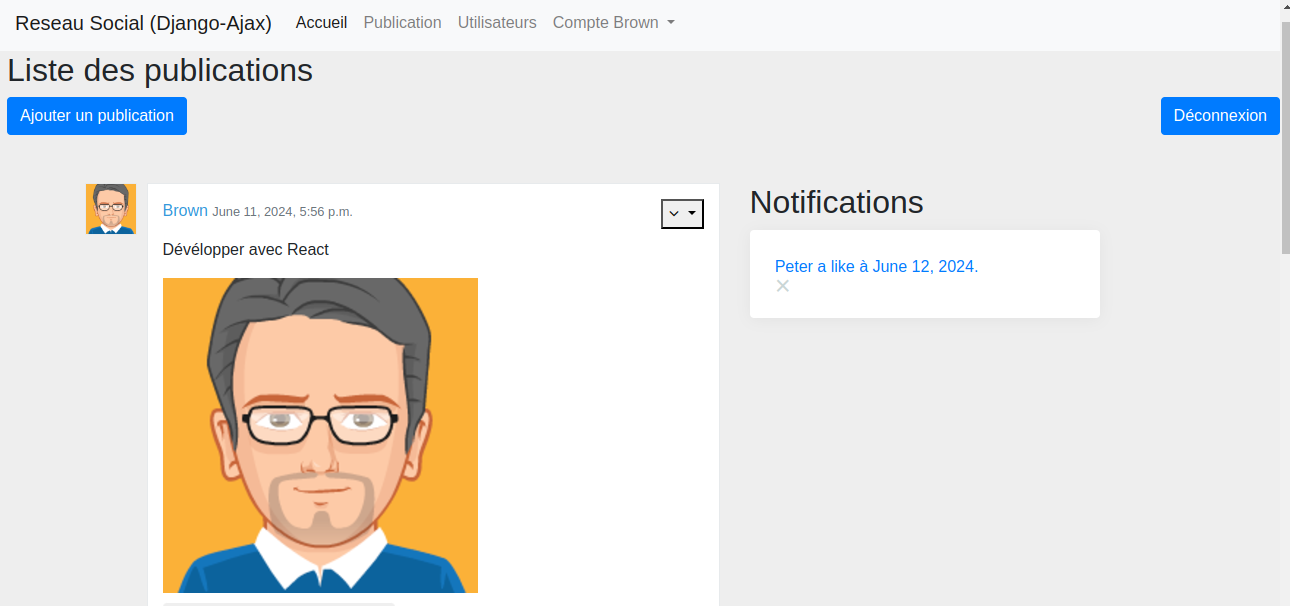 Reseau Social (Django-Ajax) Accueil Publication Utilisateurs Compte Brown
Liste des publications
Ajouter un publication
Déconnexion
Brown June 11, 2024, 5:56 p.m.
Dévélopper avec React
Notifications
Peter a like à June 12, 2024.